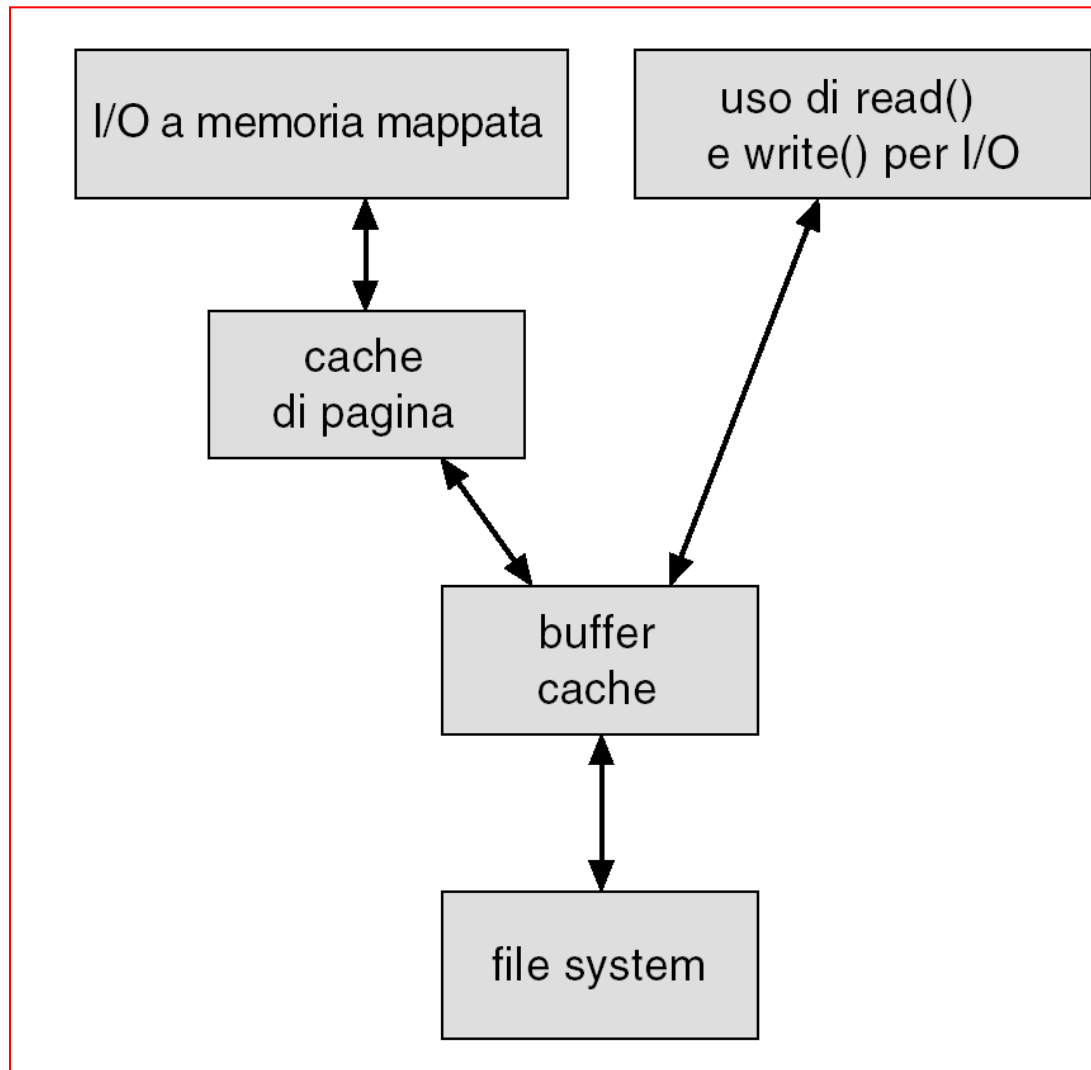 I/O a memoria mappata
uso di read()
e write() per I/O
cache
di pagina
buffer
cache
file system